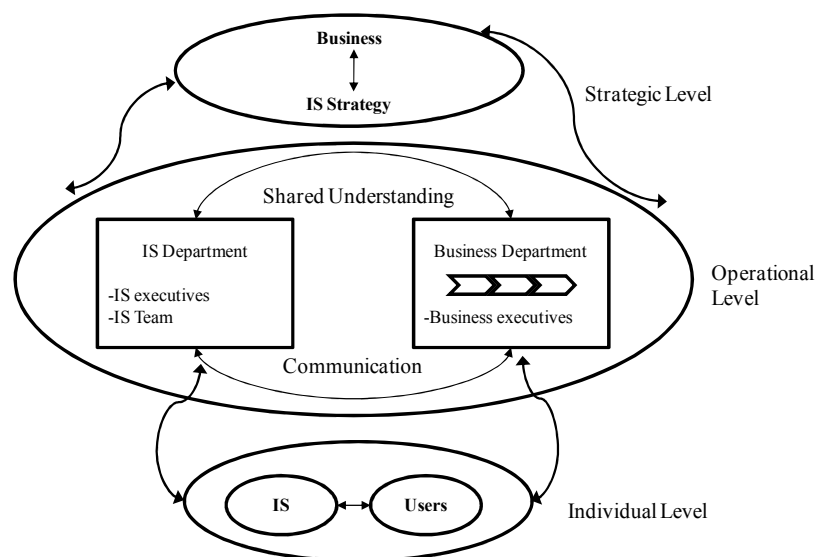 Business
IS Strategy
Strategic Level
Shared Understanding
IS Department
-IS executives
-IS Team
Business Department
-Business executives
Operational
Level
Communication
IS
Users
Individual Level